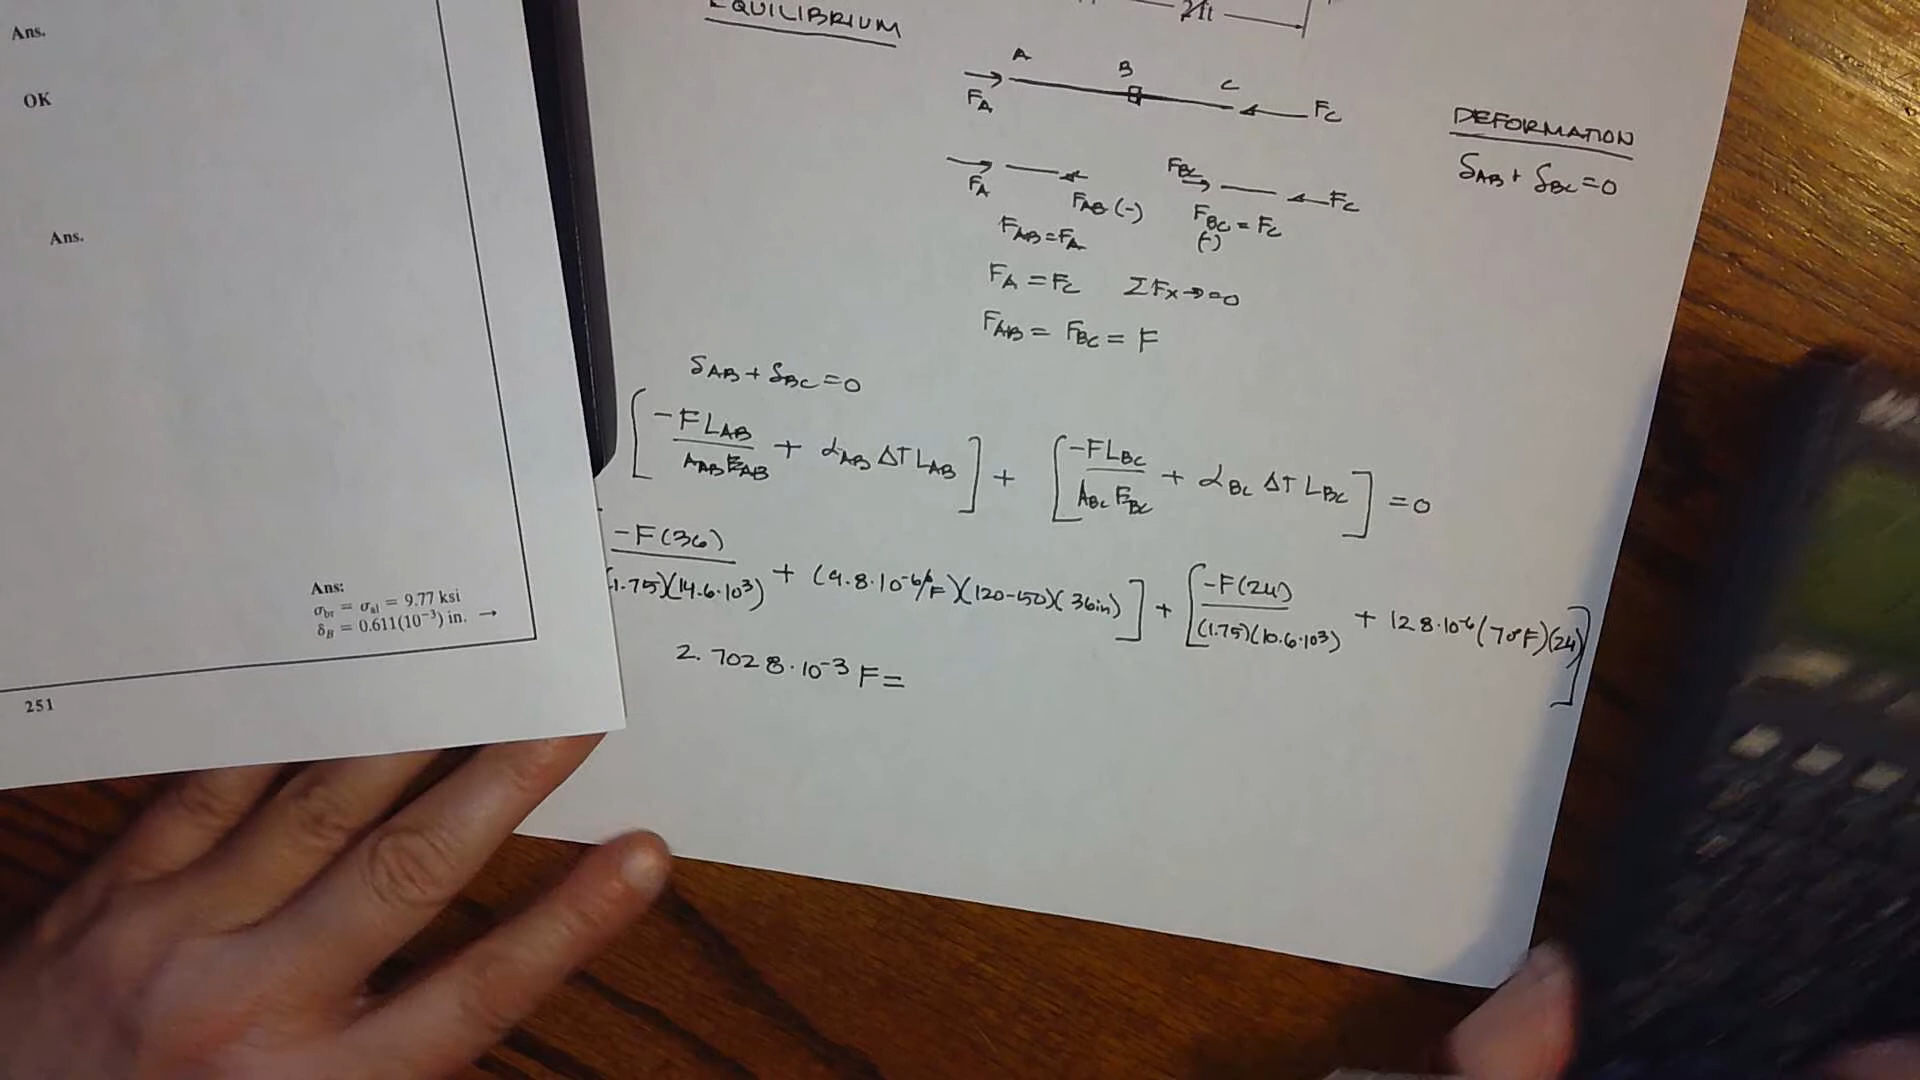 Ans.
OK
Ans.
Ans:
σbr = σal = 9.77 ksi
δB = 0.611(10⁻³) in. →
251
EQUILIBRIUM
2ft
A B C
FA FC
FA FAB (-) FBC FC
FAB = FA FBC = FC
(-)
FA = FC ΣFx→=0
FAB = FBC = F
DEFORMATION
δAB + δBC = 0
δAB + δBC = 0
[-FLAB/AABEAB + αAB ΔT LAB] + [-FLBC/ABC EBC + αBC ΔT LBC] = 0
-F(36)/(1.75)(14.6·10³) + (9.8·10⁻⁶/°F)(120-50)(36in)] + [-F(24)/(1.75)(10.6·10³) + 12.8·10⁻⁶(70°F)(24)]
2.7028·10⁻³ F =